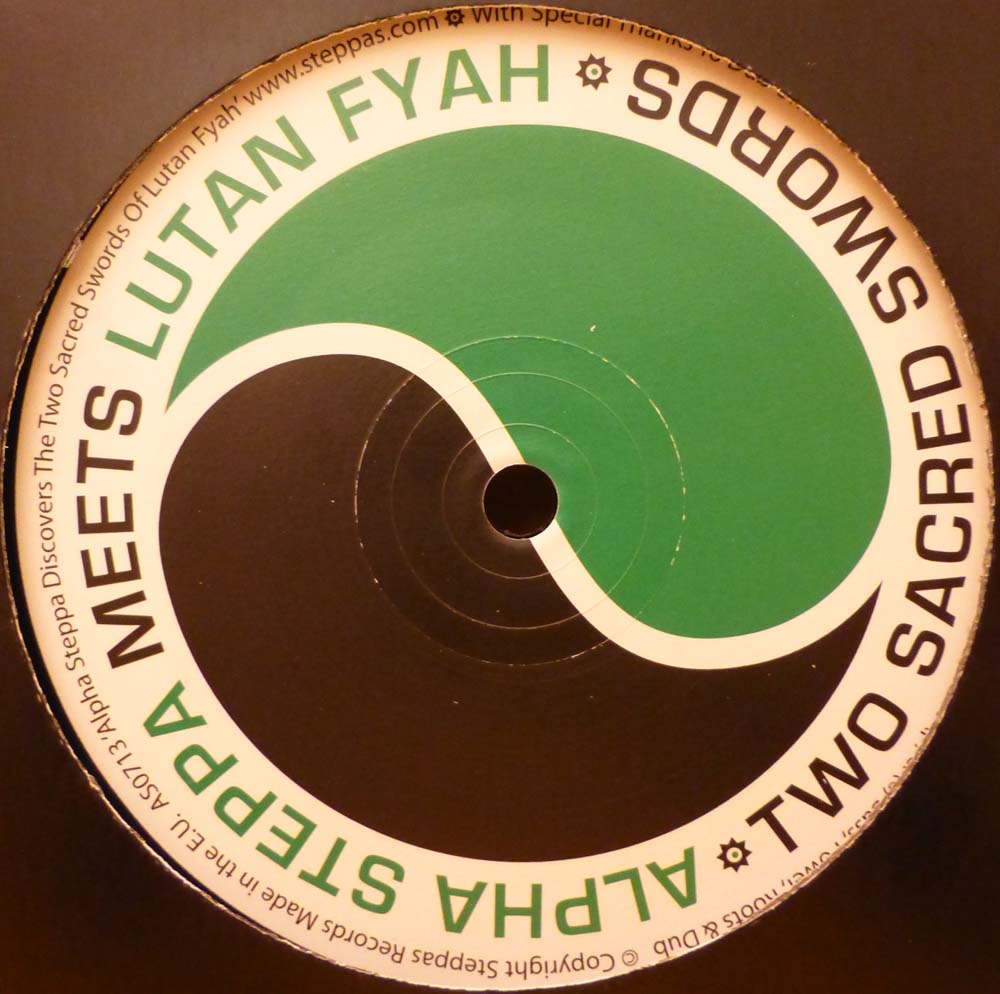 ALPHA STEPPA MEETS LUTAN FYAH
TWO SACRED SWORDS
© Copyright Steppas Records Made in the E.U. AS0713 'Alpha Steppa Discovers The Two Sacred Swords Of Lutan Fyah' www.steppas.com
With Special Thanks To
Power, Roots & Dub